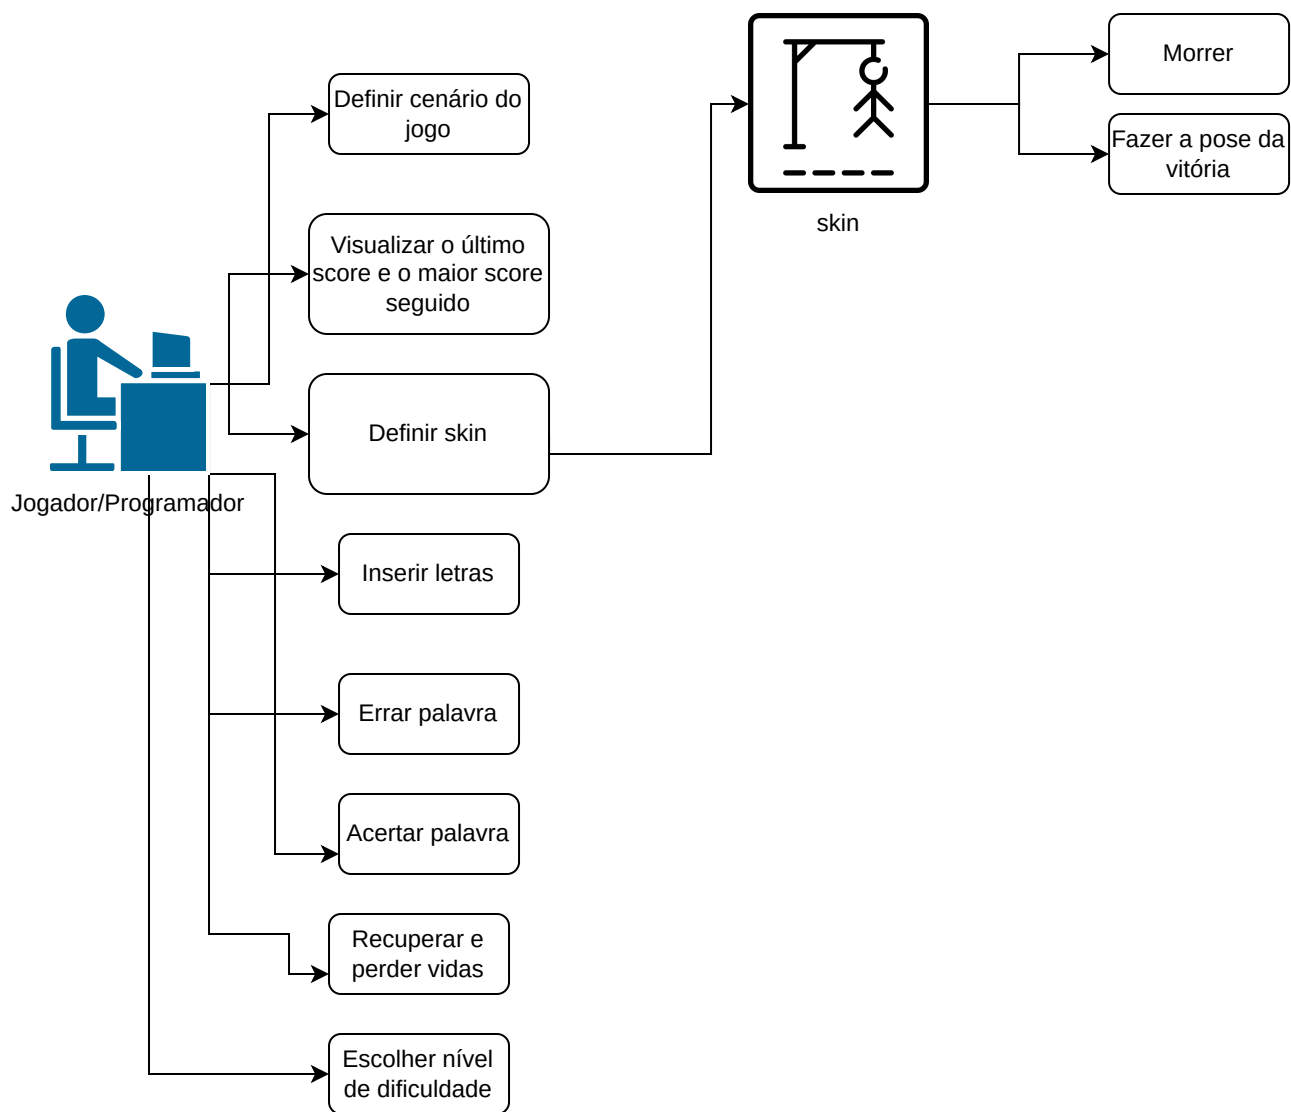 Definir cenário do
jogo
Visualizar o último
score e o maior score
seguido
Definir skin
Jogador/Programador
Inserir letras
Errar palavra
Acertar palavra
Recuperar e
perder vidas
Escolher nível
de dificuldade
skin
Morrer
Fazer a pose da
vitória